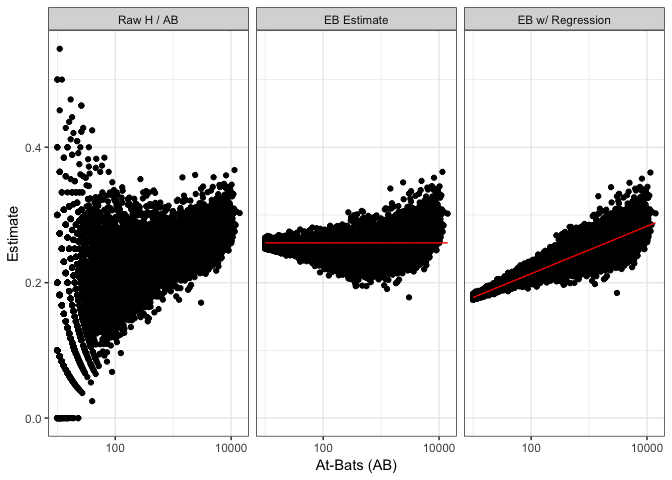 Raw H / AB
EB Estimate
EB w/ Regression
Estimate
0.4
0.2
0.0
100
10000
100
10000
100
10000
At-Bats (AB)